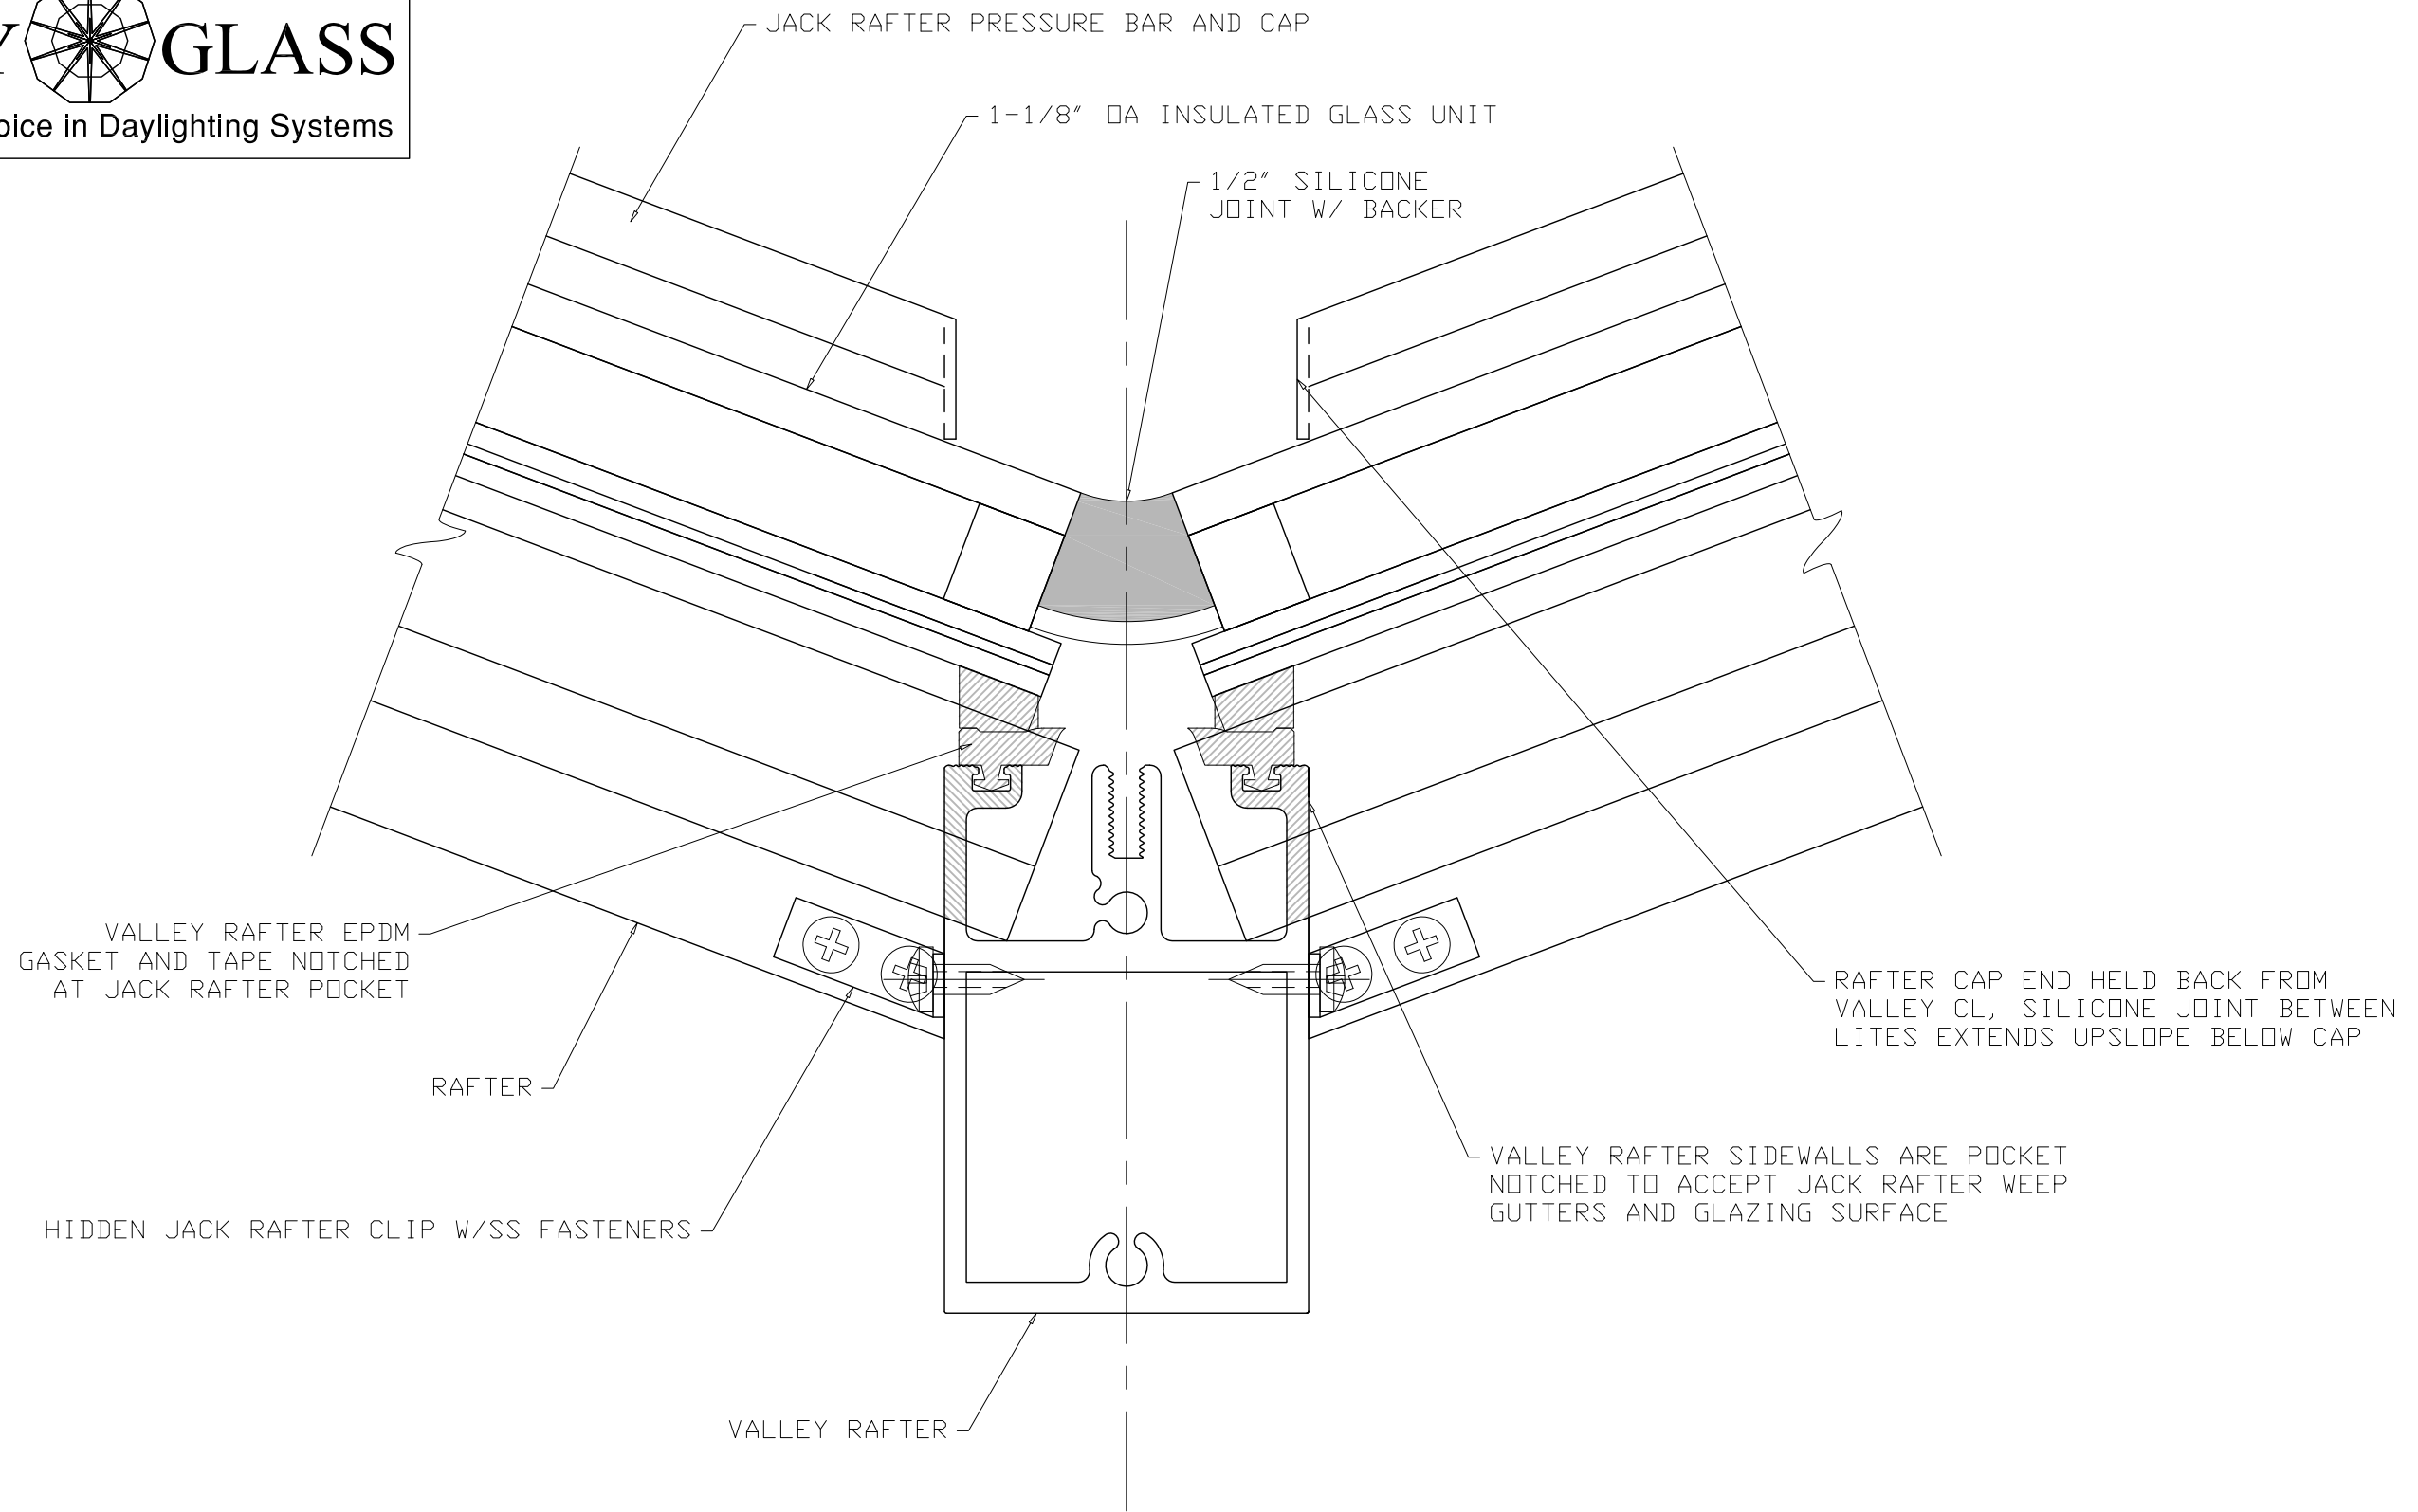 GLASS
in Daylighting Systems
JACK RAFTER PRESSURE BAR AND CAP
1-1/8" OA INSULATED GLASS UNIT
1/2" SILICONE
JOINT W/ BACKER
VALLEY RAFTER EPDM
GASKET AND TAPE NOTCHED
AT JACK RAFTER POCKET
RAFTER
HIDDEN JACK RAFTER CLIP W/SS FASTENERS
VALLEY RAFTER
RAFTER CAP END HELD BACK FROM
VALLEY CL, SILICONE JOINT BETWEEN
LITES EXTENDS UPSLOPE BELOW CAP
VALLEY RAFTER SIDEWALLS ARE POCKET
NOTCHED TO ACCEPT JACK RAFTER WEEP
GUTTERS AND GLAZING SURFACE